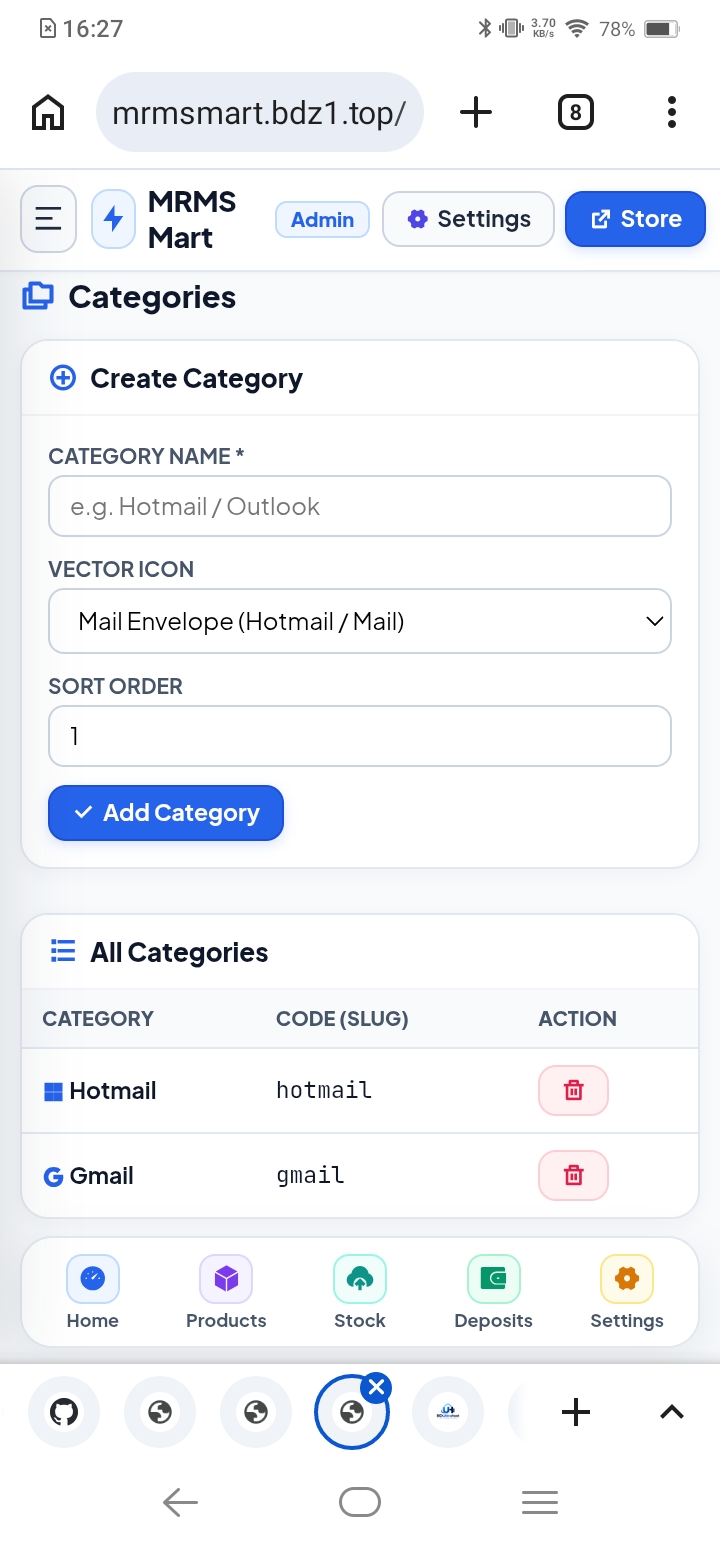 16:27
3.70
KB/s
78%
mrmsmart.bdz1.top/
8
MRMS
Mart
Admin
Settings
Store
Categories
Create Category
CATEGORY NAME *
e.g. Hotmail / Outlook
VECTOR ICON
Mail Envelope (Hotmail / Mail)
SORT ORDER
1
Add Category
All Categories
CATEGORY CODE (SLUG) ACTION
Hotmail hotmail
Gmail gmail
Home Products Stock Deposits Settings